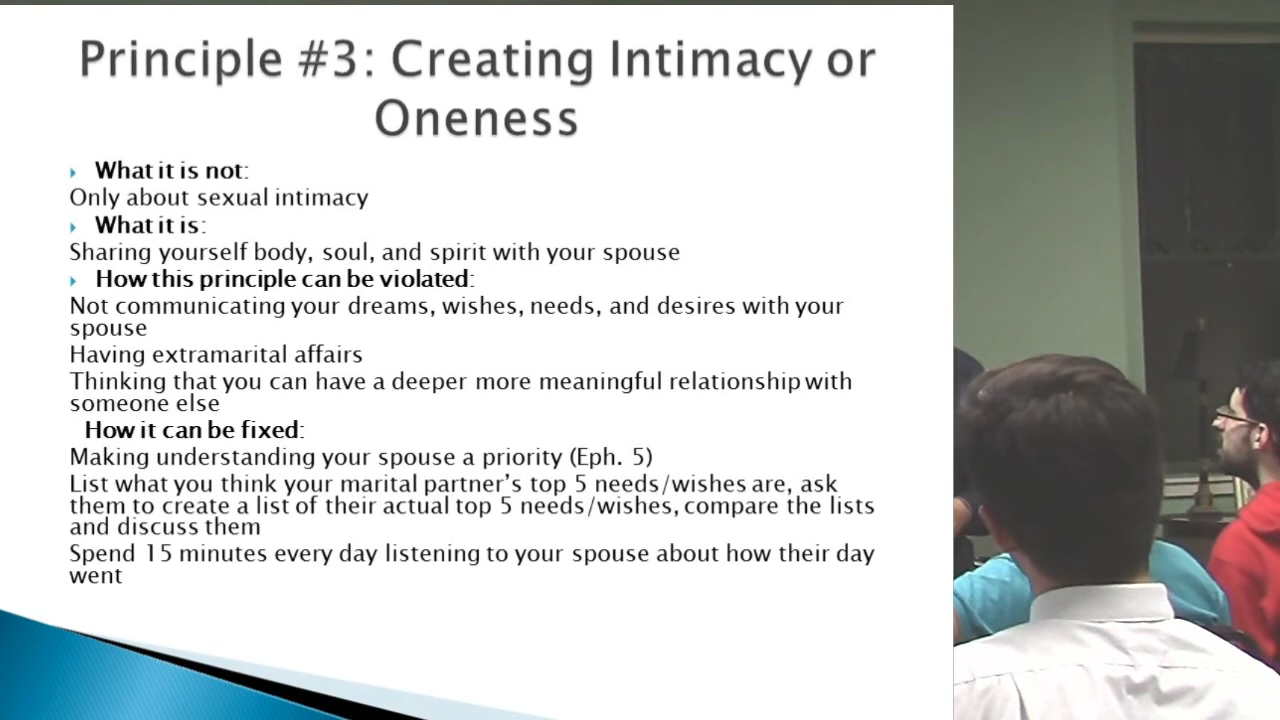 Principle #3: Creating Intimacy or
Oneness
What it is not:
Only about sexual intimacy
What it is:
Sharing yourself body, soul, and spirit with your spouse
How this principle can be violated:
Not communicating your dreams, wishes, needs, and desires with your
spouse
Having extramarital affairs
Thinking that you can have a deeper more meaningful relationship with
someone else
How it can be fixed:
Making understanding your spouse a priority (Eph. 5)
List what you think your marital partner's top 5 needs/wishes are, ask
them to create a list of their actual top 5 needs/wishes, compare the lists
and discuss them
Spend 15 minutes every day listening to your spouse about how their day
went